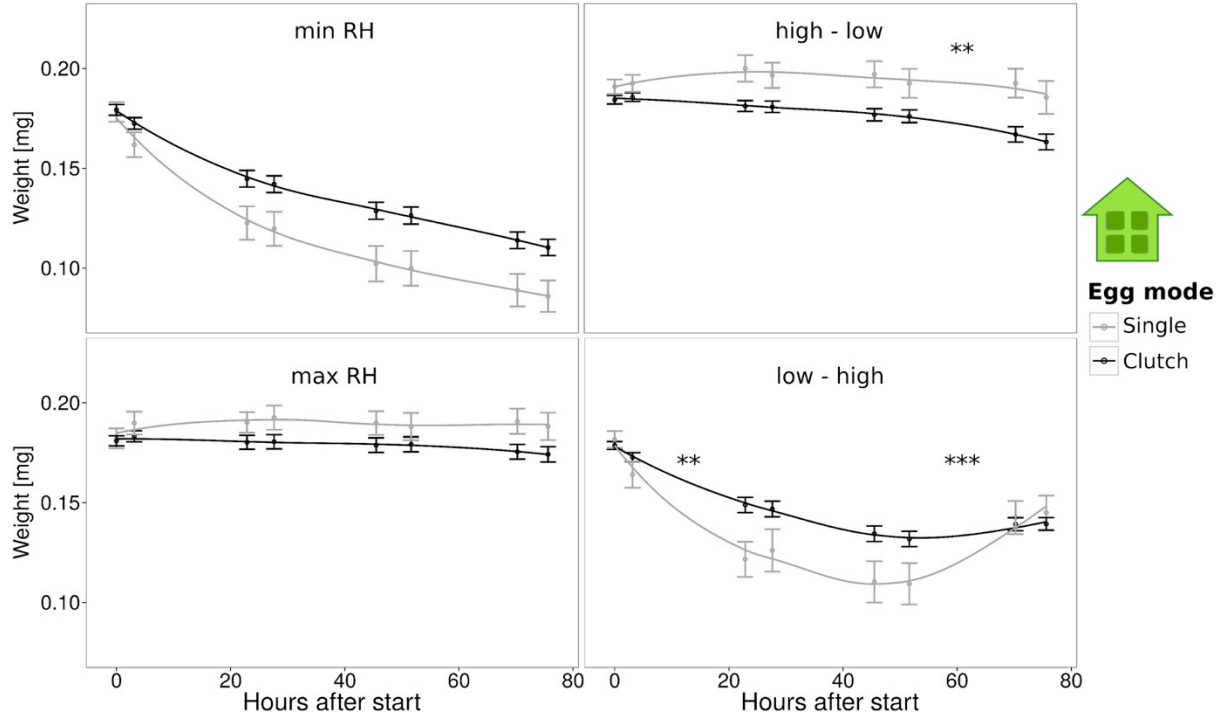 min RH
high - low
**
Weight [mg]
0.20
0.15
0.10
Egg mode
Single
Clutch
max RH
low - high
**
***
Weight [mg]
0.20
0.15
0.10
0 20 40 60 80
0 20 40 60 80
Hours after start
Hours after start